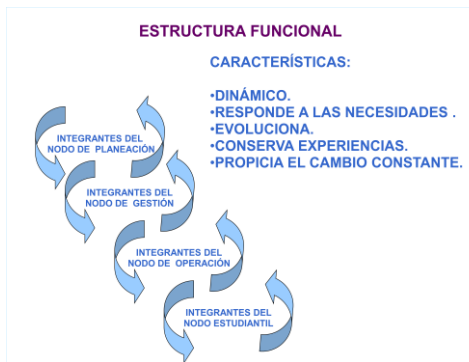 ESTRUCTURA FUNCIONAL
CARACTERÍSTICAS:
•DINÁMICO.
•RESPONDE A LAS NECESIDADES .
•EVOLUCIONA.
•CONSERVA EXPERIENCIAS.
•PROPICIA EL CAMBIO CONSTANTE.
INTEGRANTES DEL
NODO DE PLANEACIÓN
INTEGRANTES DEL
NODO DE GESTIÓN
INTEGRANTES DEL
NODO DE OPERACIÓN
INTEGRANTES DEL
NODO ESTUDIANTIL